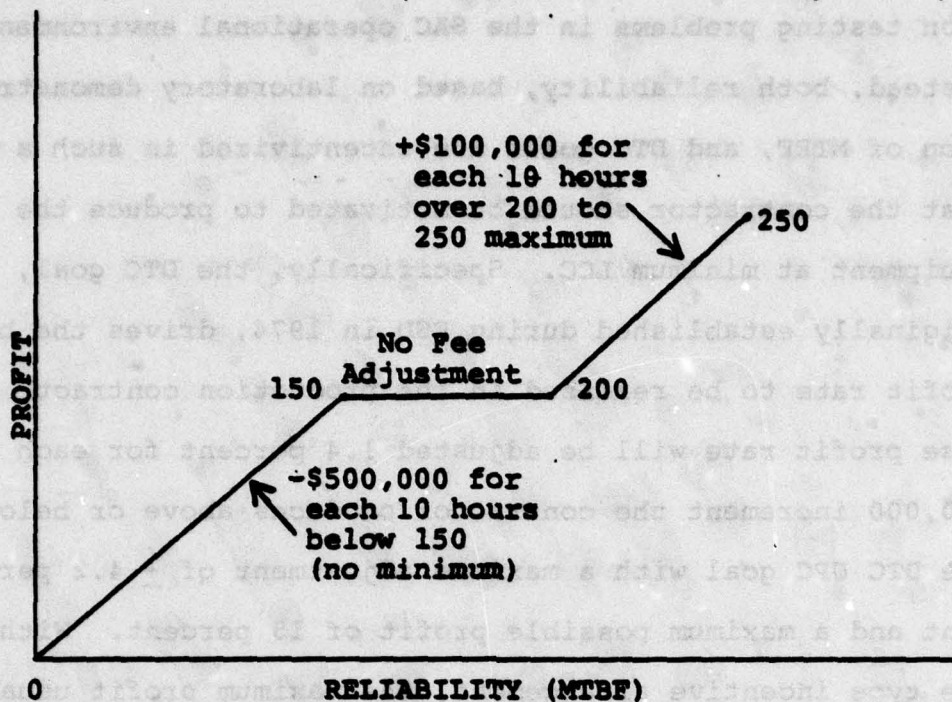 +$100,000 for
each 10 hours
over 200 to
250 maximum
250
No Fee
Adjustment
150
200
PROFIT
-$500,000 for
each 10 hours
below 150
(no minimum)
0
RELIABILITY (MTBF)